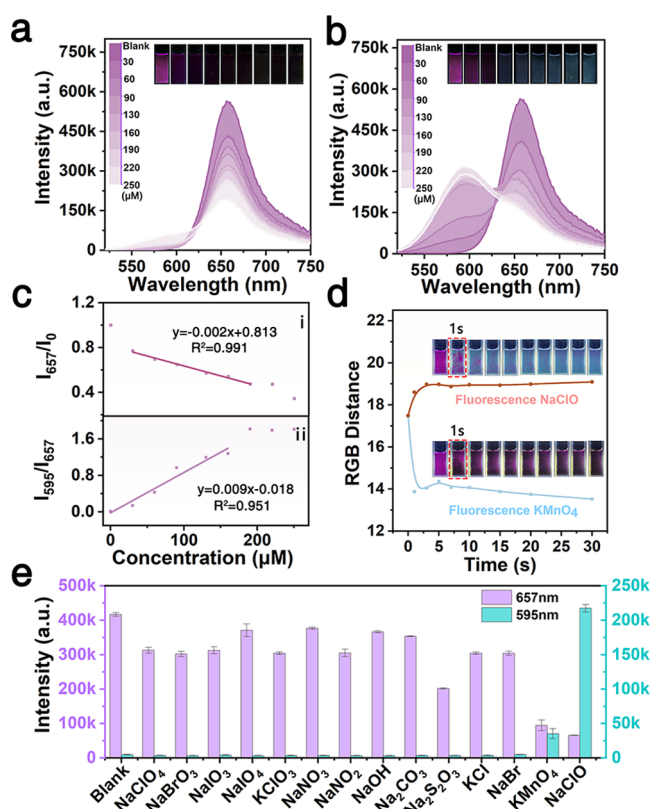 a
750k
600k
450k
300k
150k
0
Intensity (a.u.)
Blank
30
60
90
130
160
190
220
250
(μM)
525 550 575 600 625 650 675 700 750
Wavelength (nm)
b
750k
600k
450k
300k
150k
0
Intensity (a.u.)
Blank
30
60
90
130
160
190
220
250
(μM)
550 600 650 700 750
Wavelength (nm)
c
1.2
0.8
0.4
I657/I0
y=-0.002x+0.813
R²=0.991
i
1.6
0.8
0.0
I595/I657
ii
y=0.009x-0.018
R²=0.951
0 100 200
Concentration (μM)
d
22
20
18
16
14
12
RGB Distance
1s
Fluorescence NaClO
1s
Fluorescence KMnO₄
0 5 10 15 20 25 30
Time (s)
e
500k
400k
300k
200k
100k
0
Intensity (a.u.)
657nm
595nm
250k
200k
150k
100k
50k
0
Intensity (a.u.)
Blank
NaClO₄
NaBrO₃
NaIO₃
NaIO₄
KClO₃
NaNO₃
NaNO₂
NaOH
Na₂CO₃
Na₂S₂O₃
KCl
NaBr
KMnO₄
NaClO